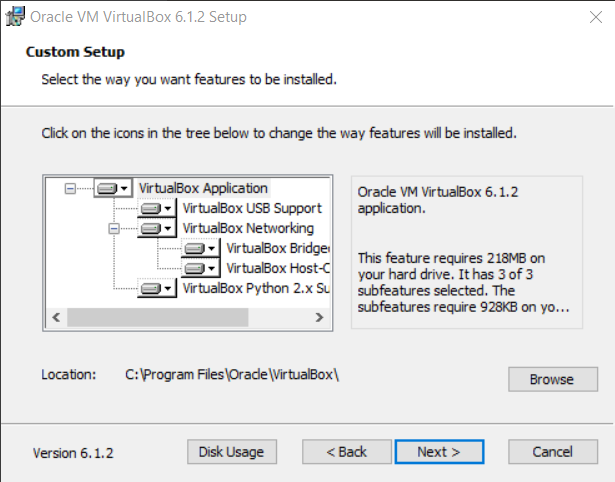 Oracle VM VirtualBox 6.1.2 Setup
Custom Setup
Select the way you want features to be installed.
Click on the icons in the tree below to change the way features will be installed.
VirtualBox Application
VirtualBox USB Support
VirtualBox Networking
VirtualBox Bridged
VirtualBox Host-C
VirtualBox Python 2.x Su
Oracle VM VirtualBox 6.1.2
application.
This feature requires 218MB on
your hard drive. It has 3 of 3
subfeatures selected. The
subfeatures require 928KB on yo...
Location: C:\Program Files\Oracle\VirtualBox\
Browse
Version 6.1.2
Disk Usage
< Back
Next >
Cancel